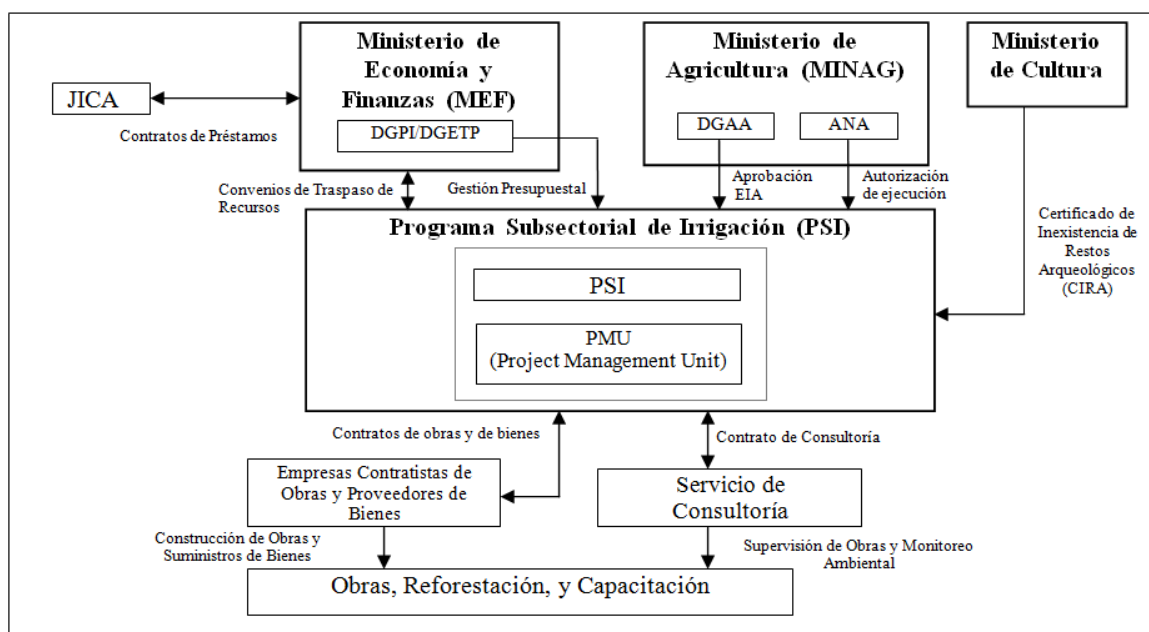 Ministerio de
Economía y
Finanzas (MEF)
DGPI/DGETP
Ministerio de
Agricultura (MINAG)
DGAA
ANA
Ministerio
de Cultura
JICA
Contratos de Préstamos
Convenios de Traspaso de
Recursos
Gestión Presupuestal
Aprobación
EIA
Autorización
de ejecución
Certificado de
Inexistencia de
Restos
Arqueológicos
(CIRA)
Programa Subsectorial de Irrigación (PSI)
PSI
PMU
(Project Management Unit)
Contratos de obras y de bienes
Contrato de Consultoría
Empresas Contratistas de
Obras y Proveedores de
Bienes
Servicio de
Consultoría
Construcción de Obras y
Suministros de Bienes
Supervisión de Obras y Monitoreo
Ambiental
Obras, Reforestación, y Capacitación